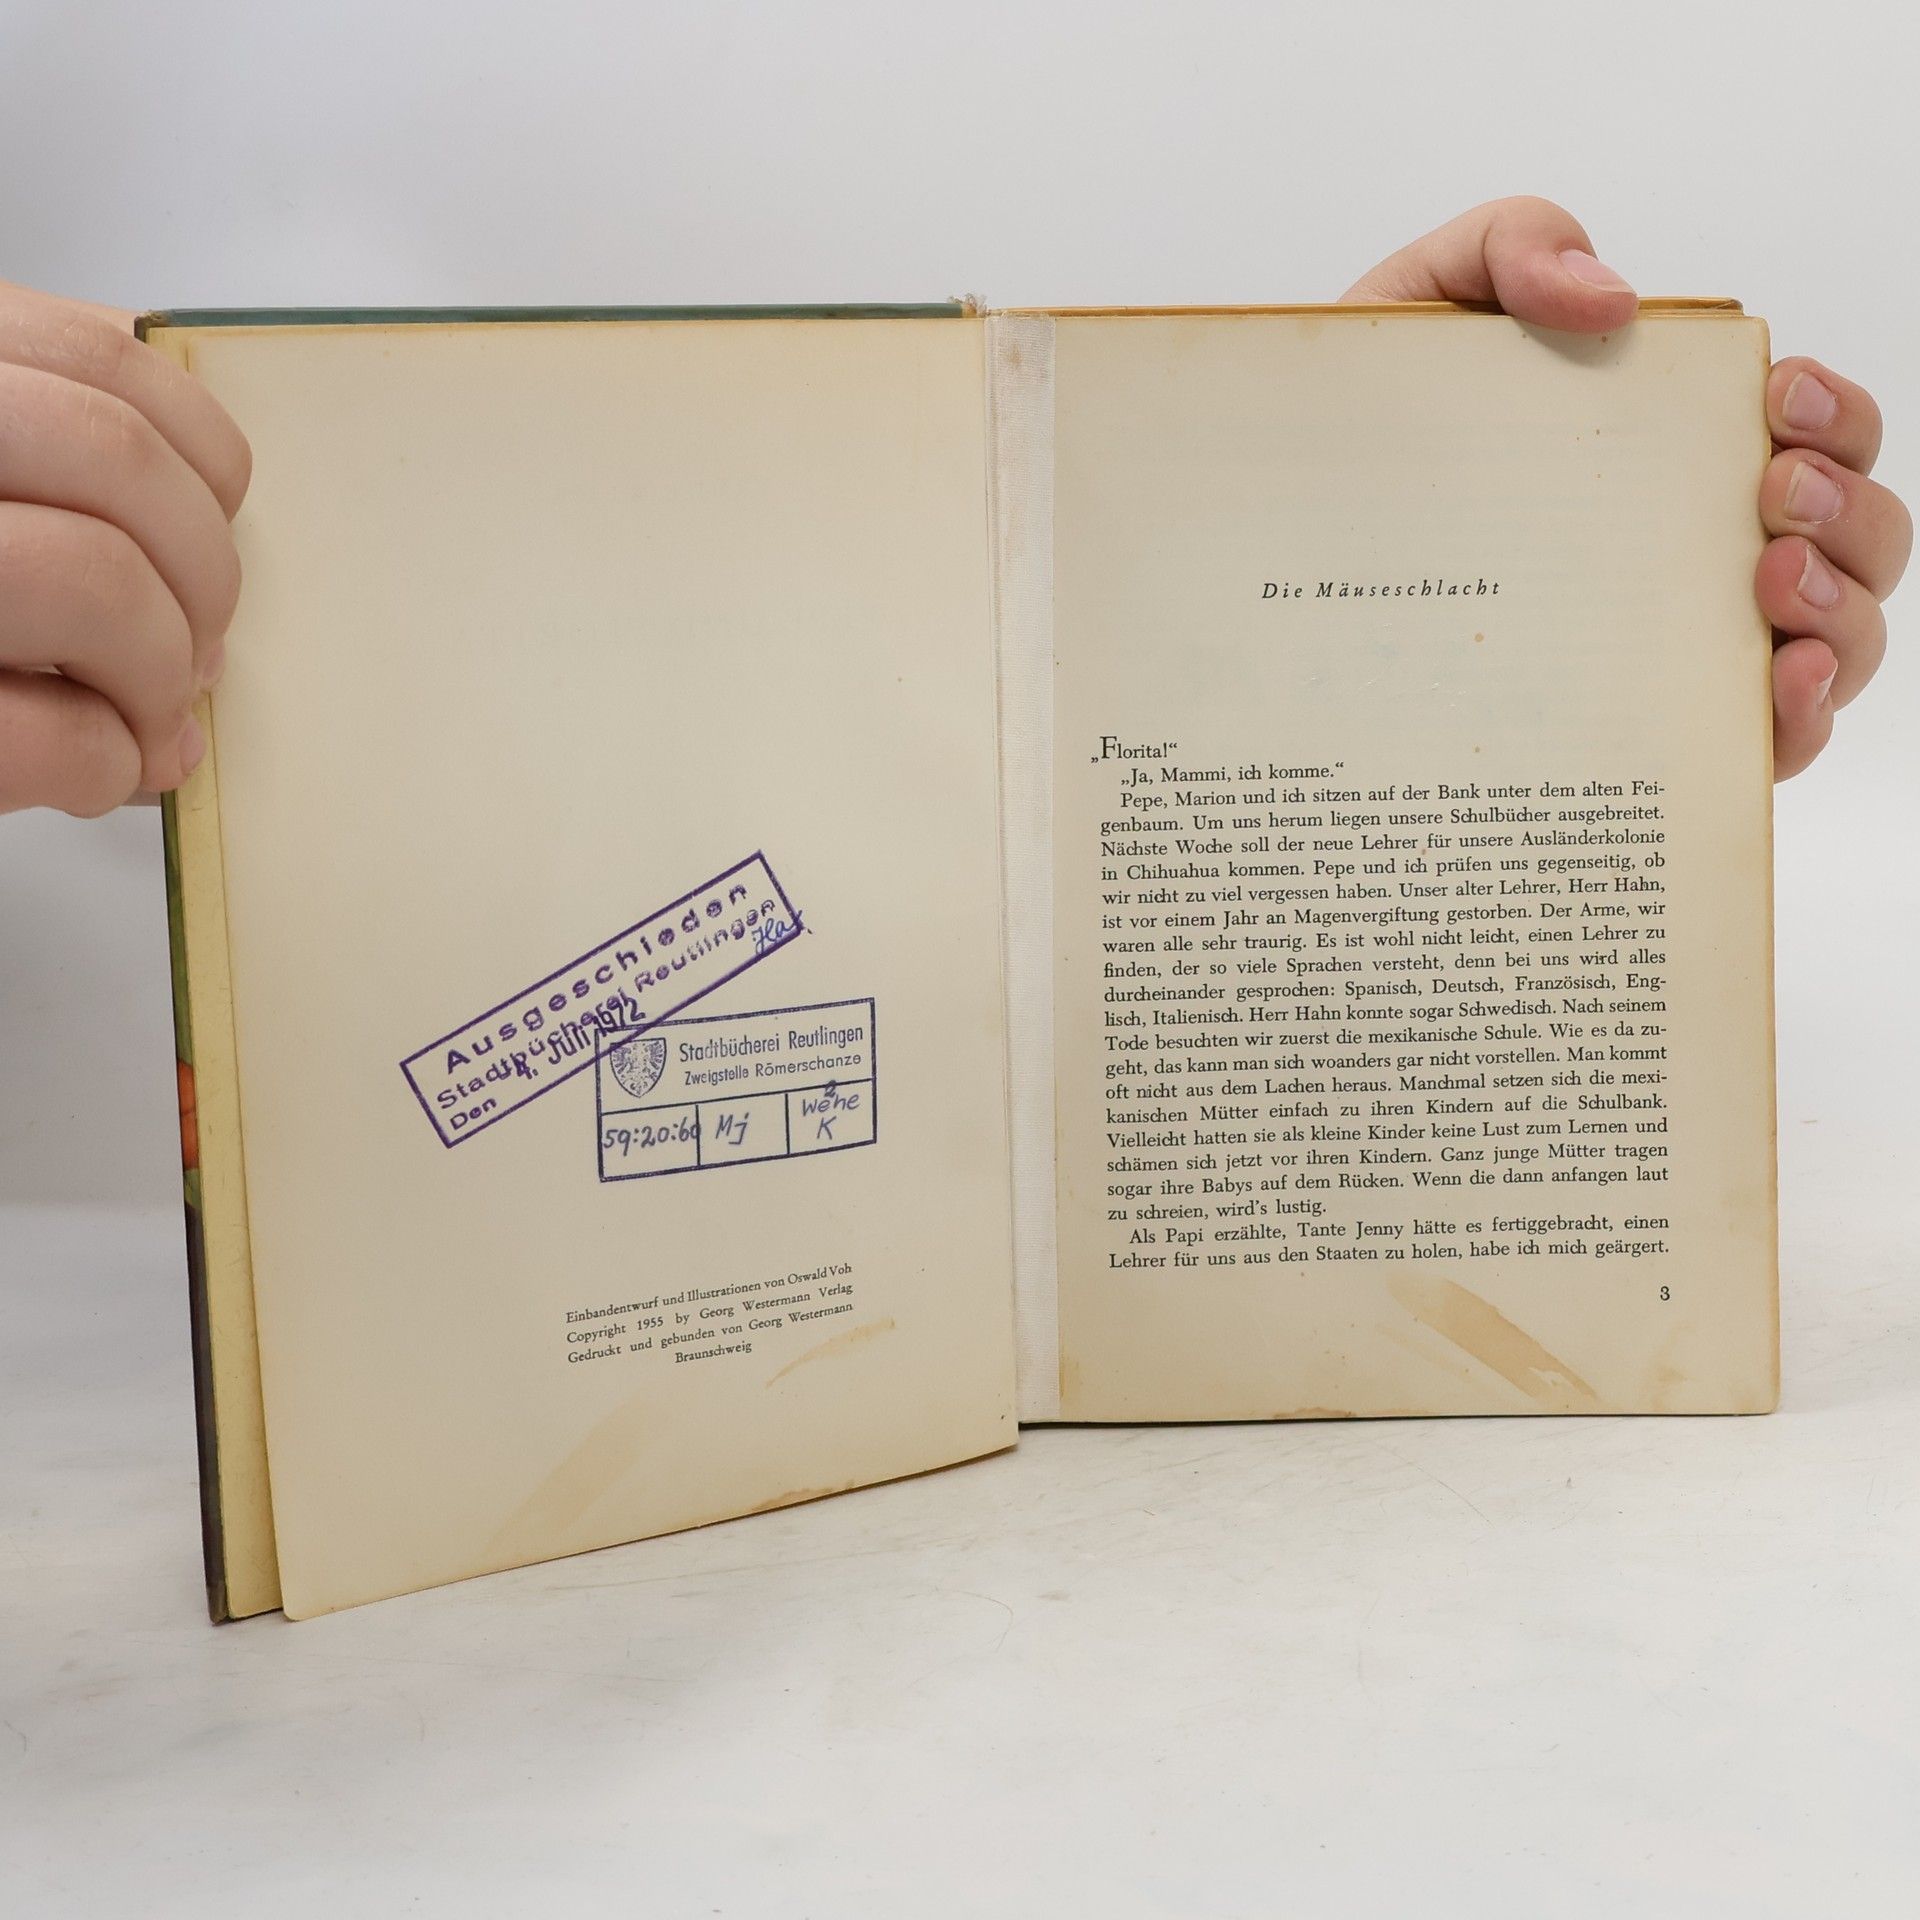 Ausgeschieden
Stadtbücherei Reutlingen
Den
4. Juli 1972
Stadtbücherei Reutlingen
Zweigstelle Römerschanze
59:20:60
Mj
2
Wehe
K
Einbandentwurf und Illustrationen von Oswald Voh
Copyright 1955 by Georg Westermann Verlag
Gedruckt und gebunden von Georg Westermann
Braunschweig
Die Mäuseschlacht
„Florita!“
„Ja, Mammi, ich komme.“
Pepe, Marion und ich sitzen auf der Bank unter dem alten Fei-
genbaum. Um uns herum liegen unsere Schulbücher ausgebreitet.
Nächste Woche soll der neue Lehrer für unsere Ausländerkolonie
in Chihuahua kommen. Pepe und ich prüfen uns gegenseitig, ob
wir nicht zu viel vergessen haben. Unser alter Lehrer, Herr Hahn,
ist vor einem Jahr an Magenvergiftung gestorben. Der Arme, wir
waren alle sehr traurig. Es ist wohl nicht leicht, einen Lehrer zu
finden, der so viele Sprachen versteht, denn bei uns wird alles
durcheinander gesprochen: Spanisch, Deutsch, Französisch, Eng-
lisch, Italienisch. Herr Hahn konnte sogar Schwedisch. Nach seinem
Tode besuchten wir zuerst die mexikanische Schule. Wie es da zu-
geht, das kann man sich woanders gar nicht vorstellen. Man kommt
oft nicht aus dem Lachen heraus. Manchmal setzen sich die mexi-
kanischen Mütter einfach zu ihren Kindern auf die Schulbank.
Vielleicht hatten sie als kleine Kinder keine Lust zum Lernen und
schämen sich jetzt vor ihren Kindern. Ganz junge Mütter tragen
sogar ihre Babys auf dem Rücken. Wenn die dann anfangen laut
zu schreien, wird's lustig.
Als Papi erzählte, Tante Jenny hätte es fertiggebracht, einen
Lehrer für uns aus den Staaten zu holen, habe ich mich geärgert.
3